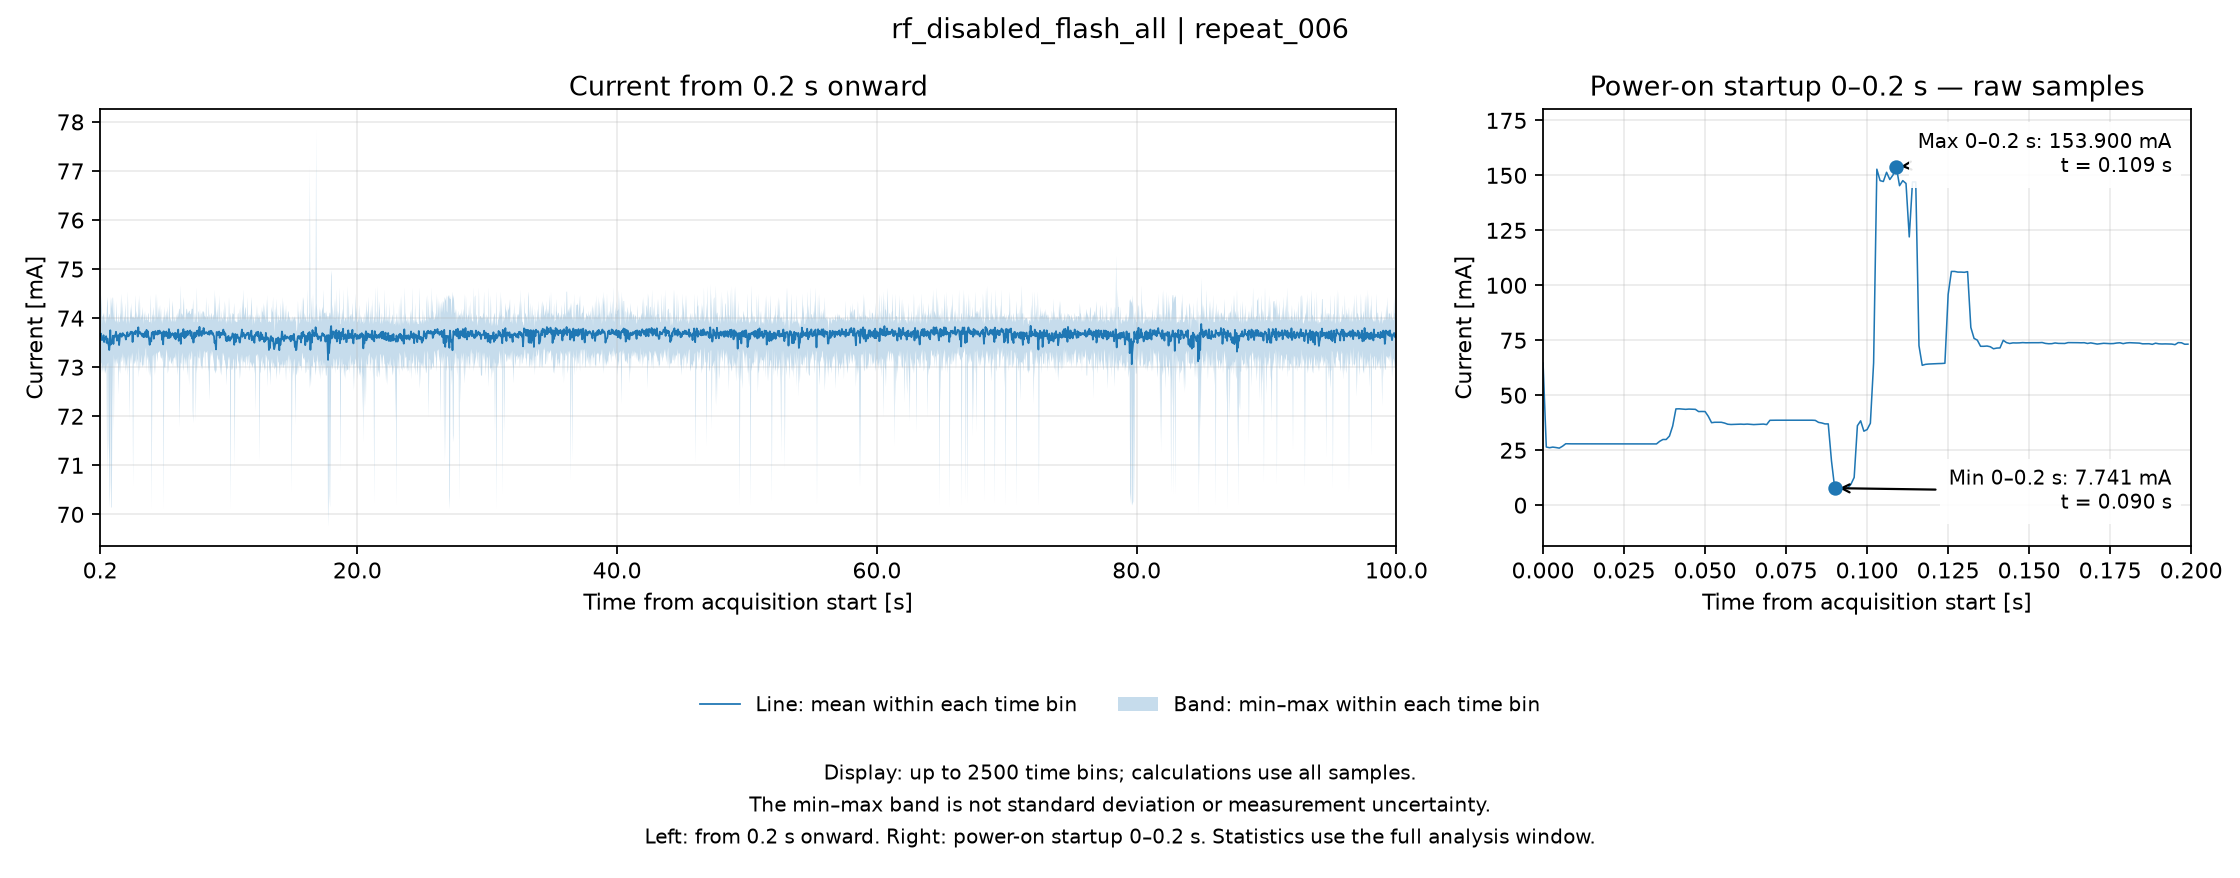 rf_disabled_flash_all | repeat_006
Current from 0.2 s onward
78
77
76
75
74
73
72
71
70
Current [mA]
0.2
20.0
40.0
60.0
80.0
100.0
Time from acquisition start [s]
Power-on startup 0–0.2 s — raw samples
175
150
125
100
75
50
25
0
Current [mA]
Max 0–0.2 s: 153.900 mA
t = 0.109 s
Min 0–0.2 s: 7.741 mA
t = 0.090 s
0.000
0.025
0.050
0.075
0.100
0.125
0.150
0.175
0.200
Time from acquisition start [s]
Line: mean within each time bin
Band: min–max within each time bin
Display: up to 2500 time bins; calculations use all samples.
The min–max band is not standard deviation or measurement uncertainty.
Left: from 0.2 s onward. Right: power-on startup 0–0.2 s. Statistics use the full analysis window.